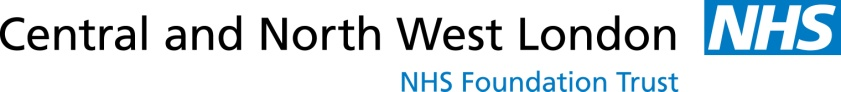 Central and North West London NHS
NHS Foundation Trust